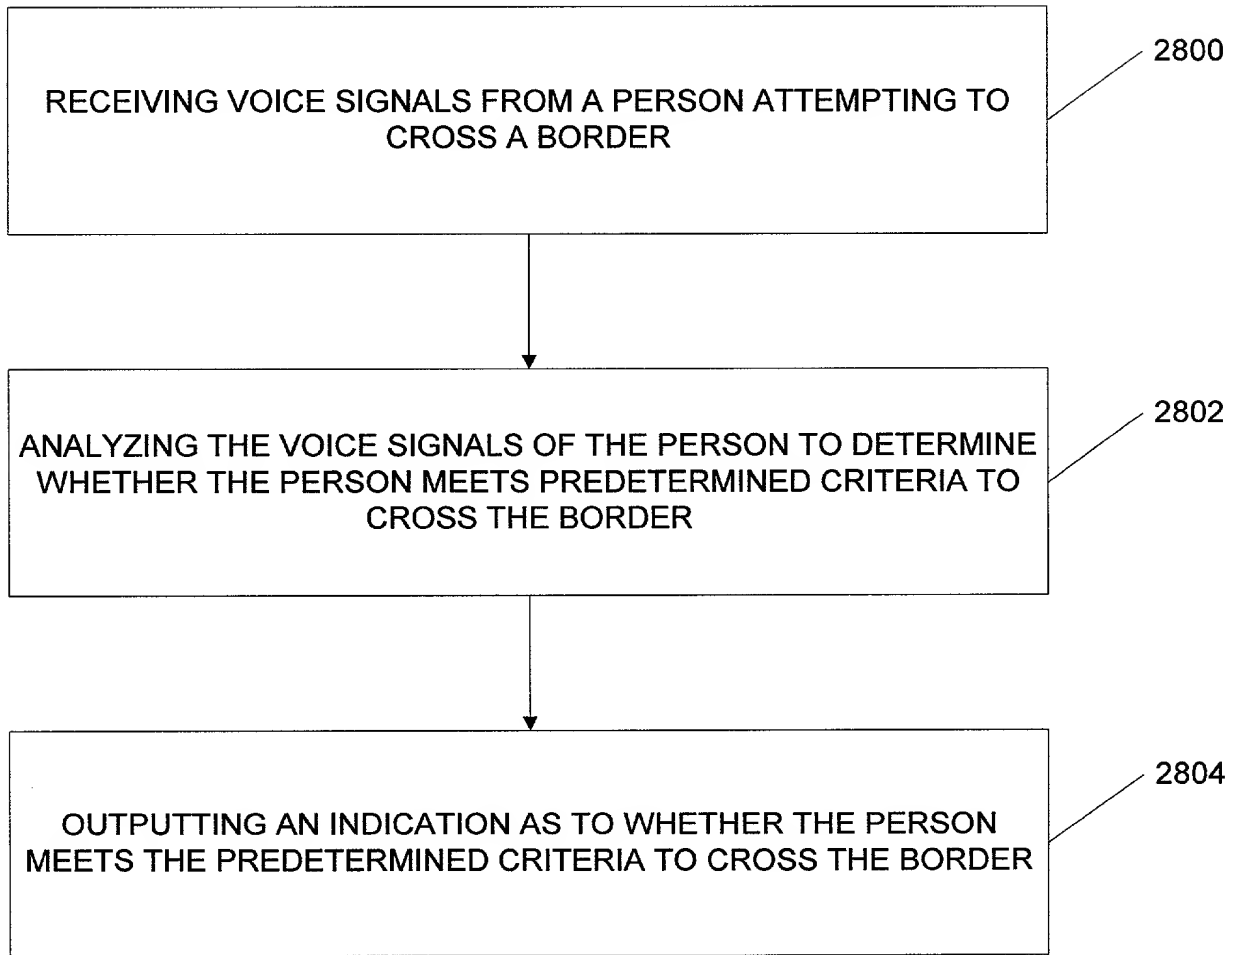 RECEIVING VOICE SIGNALS FROM A PERSON ATTEMPTING TO
CROSS A BORDER
2800
ANALYZING THE VOICE SIGNALS OF THE PERSON TO DETERMINE
WHETHER THE PERSON MEETS PREDETERMINED CRITERIA TO
CROSS THE BORDER
2802
OUTPUTTING AN INDICATION AS TO WHETHER THE PERSON
MEETS THE PREDETERMINED CRITERIA TO CROSS THE BORDER
2804